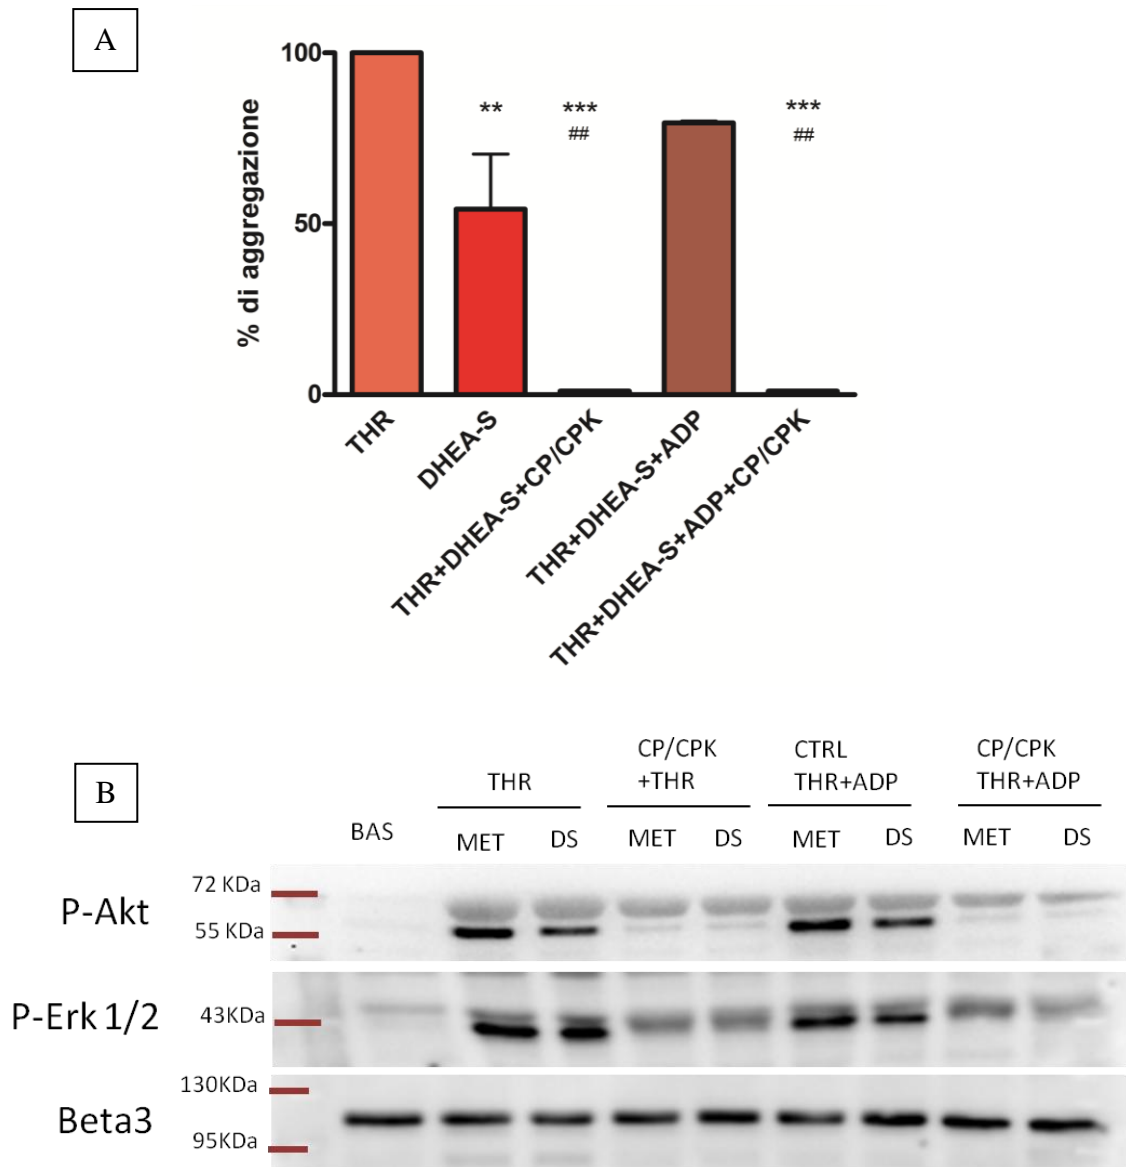 A
100
50
0
% di aggregazione
**
***
##
***
##
THR
DHEA-S
THR+DHEA-S+CP/CPK
THR+DHEA-S+ADP
THR+DHEA-S+ADP+CP/CPK
B
BAS
THR
CP/CPK
+THR
CTRL
THR+ADP
CP/CPK
THR+ADP
MET DS MET DS MET DS MET DS
P-Akt
72 KDa
55 KDa
P-Erk 1/2
43KDa
Beta3
130KDa
95KDa